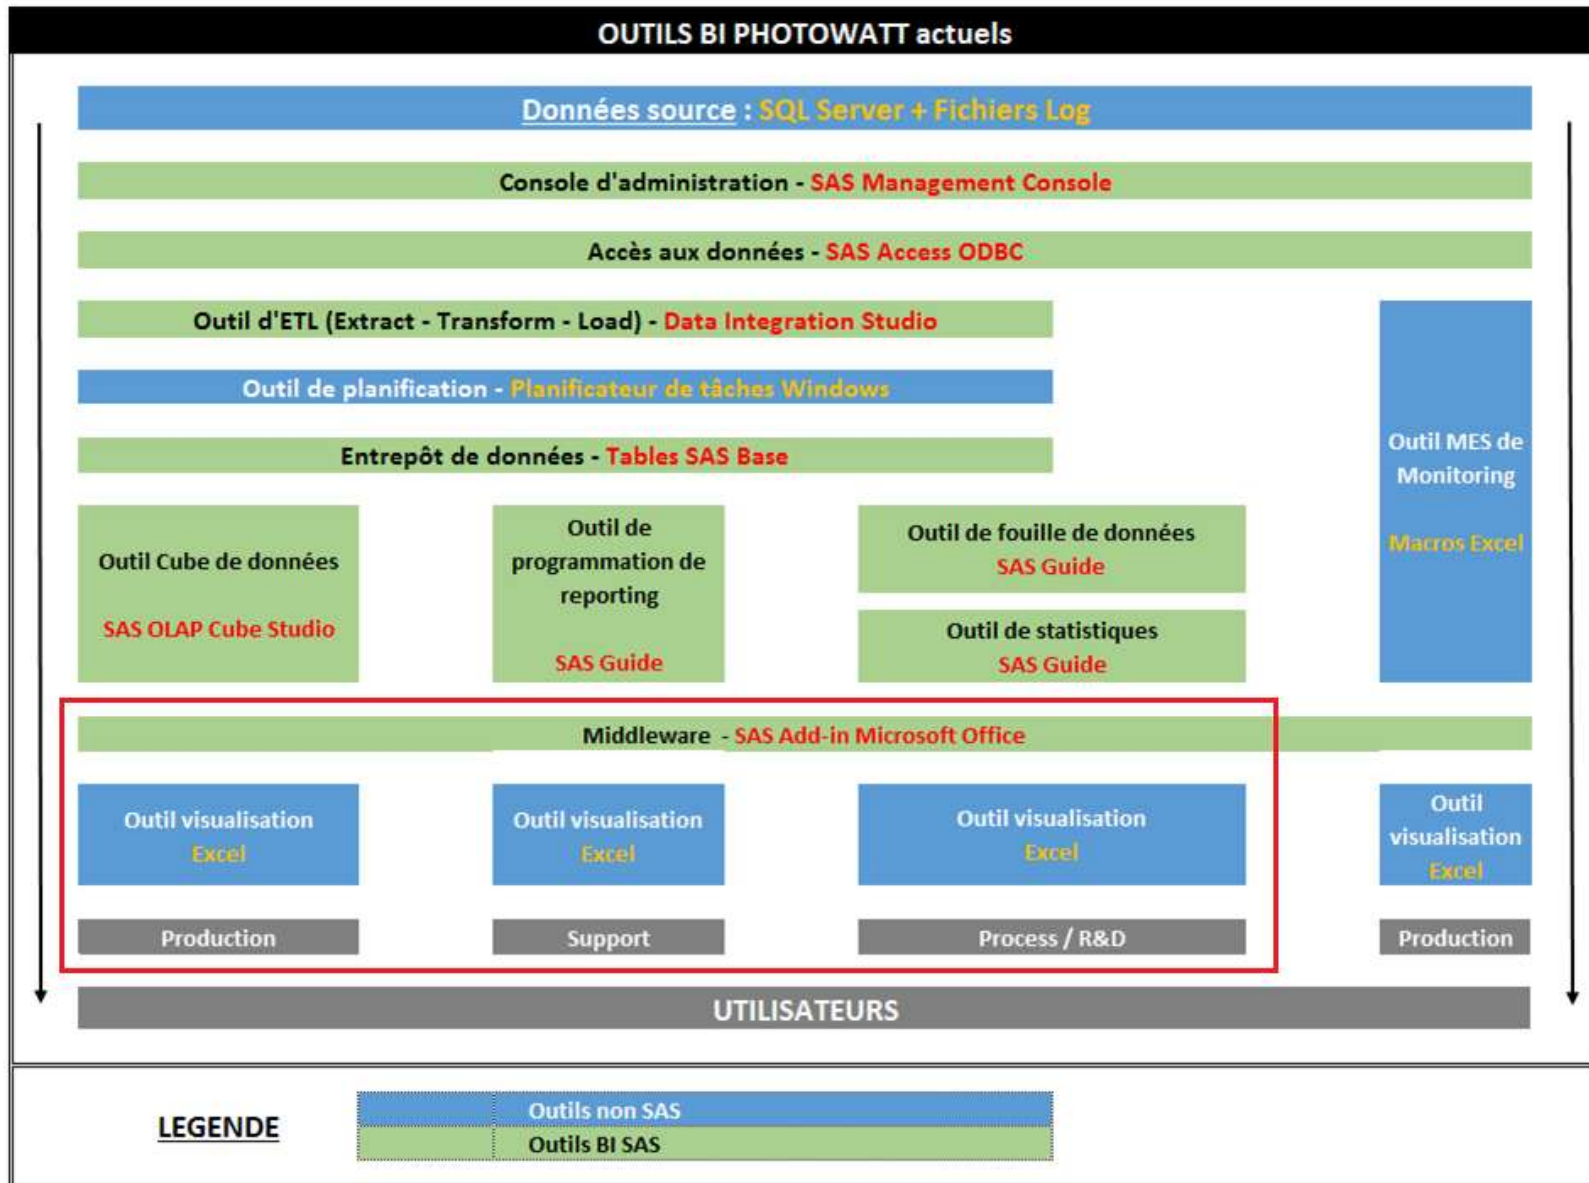 OUTILS BI PHOTOWATT actuels
Données source : SQL Server + Fichiers Log
Console d'administration - SAS Management Console
Accès aux données - SAS Access ODBC
Outil d'ETL (Extract - Transform - Load) - Data Integration Studio
Outil de planification - Planificateur de tâches Windows
Entrepôt de données - Tables SAS Base
Outil Cube de données
SAS OLAP Cube Studio
Outil de
programmation de
reporting
SAS Guide
Outil de fouille de données
SAS Guide
Outil de statistiques
SAS Guide
Outil MES de
Monitoring
Macros Excel
Middleware - SAS Add-in Microsoft Office
Outil visualisation
Excel
Outil visualisation
Excel
Outil visualisation
Excel
Outil
visualisation
Excel
Production
Support
Process / R&D
Production
UTILISATEURS
LEGENDE
Outils non SAS
Outils BI SAS